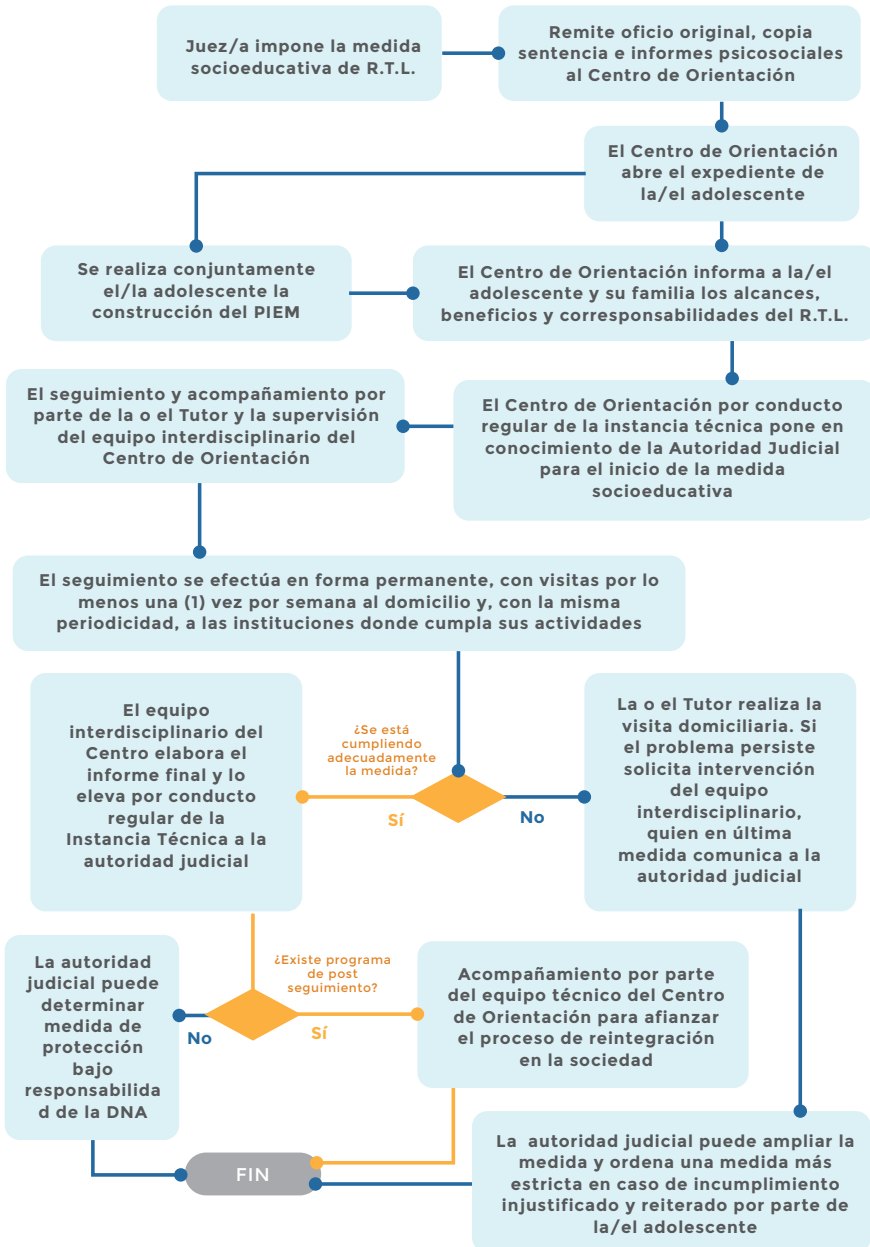 Juez/a impone la medida
socioeducativa de R.T.L.
Remite oficio original, copia
sentencia e informes psicosociales
al Centro de Orientación
El Centro de Orientación
abre el expediente de
la/el adolescente
Se realiza conjuntamente
el/la adolescente la
construcción del PIEM
El Centro de Orientación informa a la/el
adolescente y su familia los alcances,
beneficios y corresponsabilidades del R.T.L.
El seguimiento y acompañamiento por
parte de la o el Tutor y la supervisión
del equipo interdisciplinario del
Centro de Orientación
El Centro de Orientación por conducto
regular de la instancia técnica pone en
conocimiento de la Autoridad Judicial
para el inicio de la medida
socioeducativa
El seguimiento se efectúa en forma permanente, con visitas por lo
menos una (1) vez por semana al domicilio y, con la misma
periodicidad, a las instituciones donde cumpla sus actividades
El equipo
interdisciplinario del
Centro elabora el
informe final y lo
eleva por conducto
regular de la
Instancia Técnica a la
autoridad judicial
¿Se está
cumpliendo
adecuadamente
la medida?
Sí
No
La o el Tutor realiza la
visita domiciliaria. Si
el problema persiste
solicita intervención
del equipo
interdisciplinario,
quien en última
medida comunica a la
autoridad judicial
La autoridad
judicial puede
determinar
medida de
protección
bajo
responsabilida
d de la DNA
¿Existe programa
de post
seguimiento?
No
Sí
Acompañamiento por parte
del equipo técnico del Centro
de Orientación para afianzar
el proceso de reintegración
en la sociedad
FIN
La autoridad judicial puede ampliar la
medida y ordena una medida más
estricta en caso de incumplimiento
injustificado y reiterado por parte de
la/el adolescente